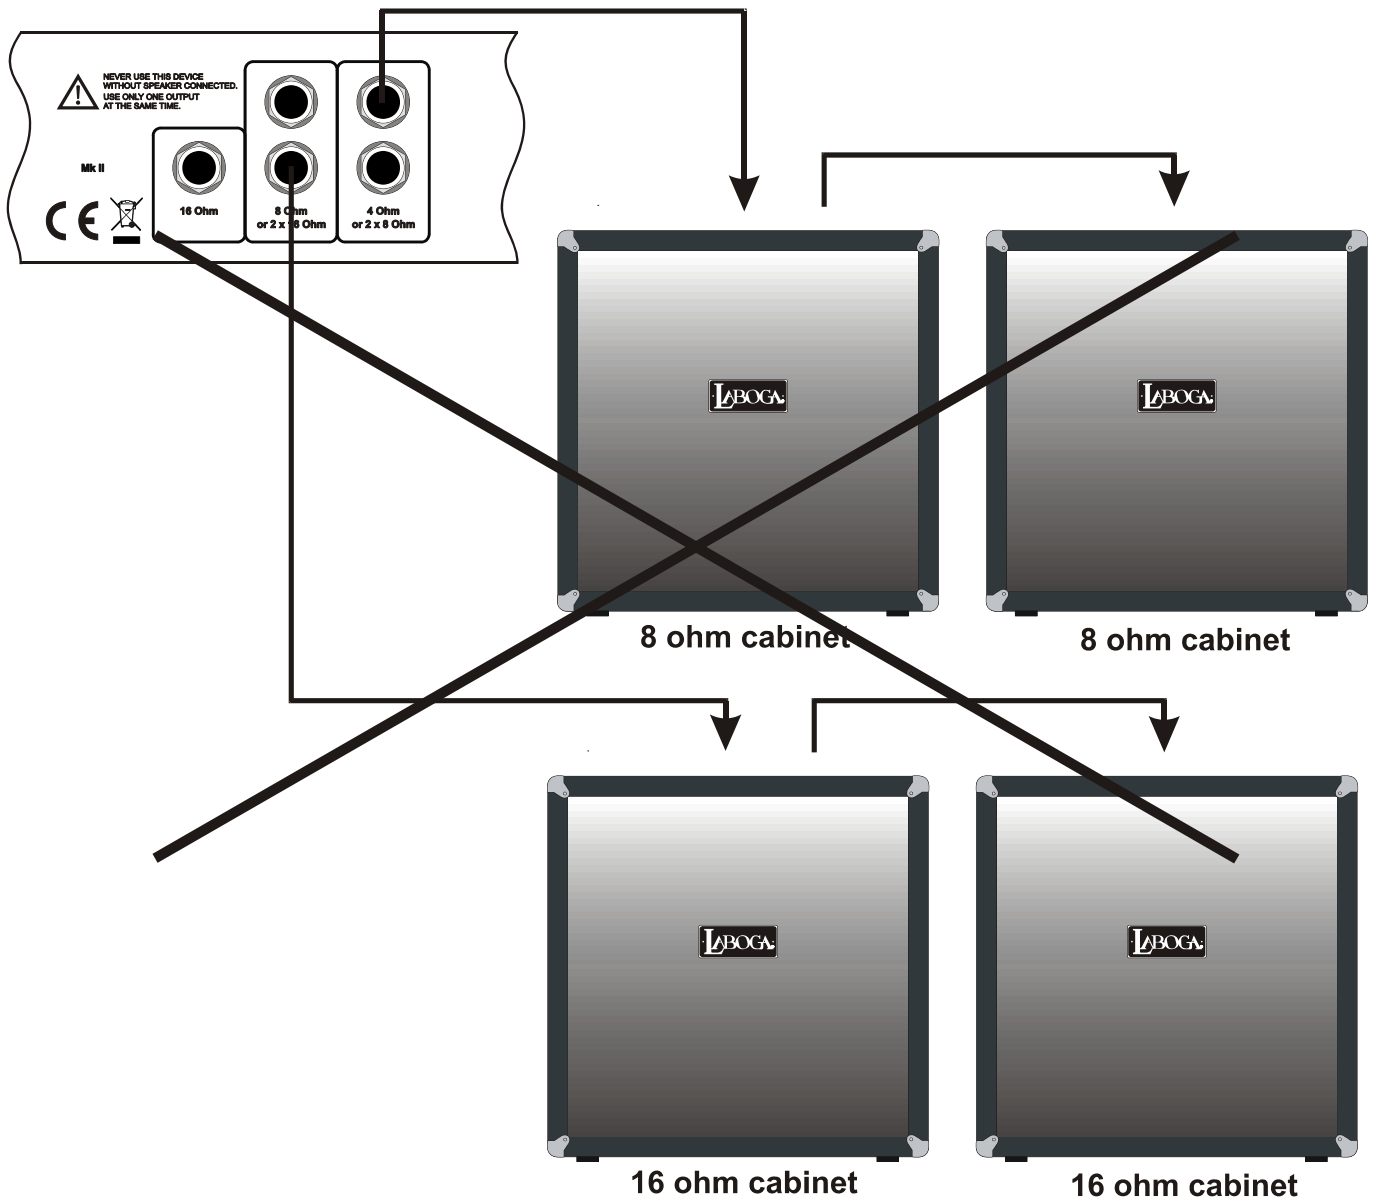 NEVER USE THIS DEVICE
WITHOUT SPEAKER CONNECTED.
USE ONLY ONE OUTPUT
AT THE SAME TIME.
Mk II
CE
16 Ohm
8 Ohm
or 2 x 16 Ohm
4 Ohm
or 2 x 8 Ohm
LABOGA
LABOGA
8 ohm cabinet
8 ohm cabinet
LABOGA
LABOGA
16 ohm cabinet
16 ohm cabinet